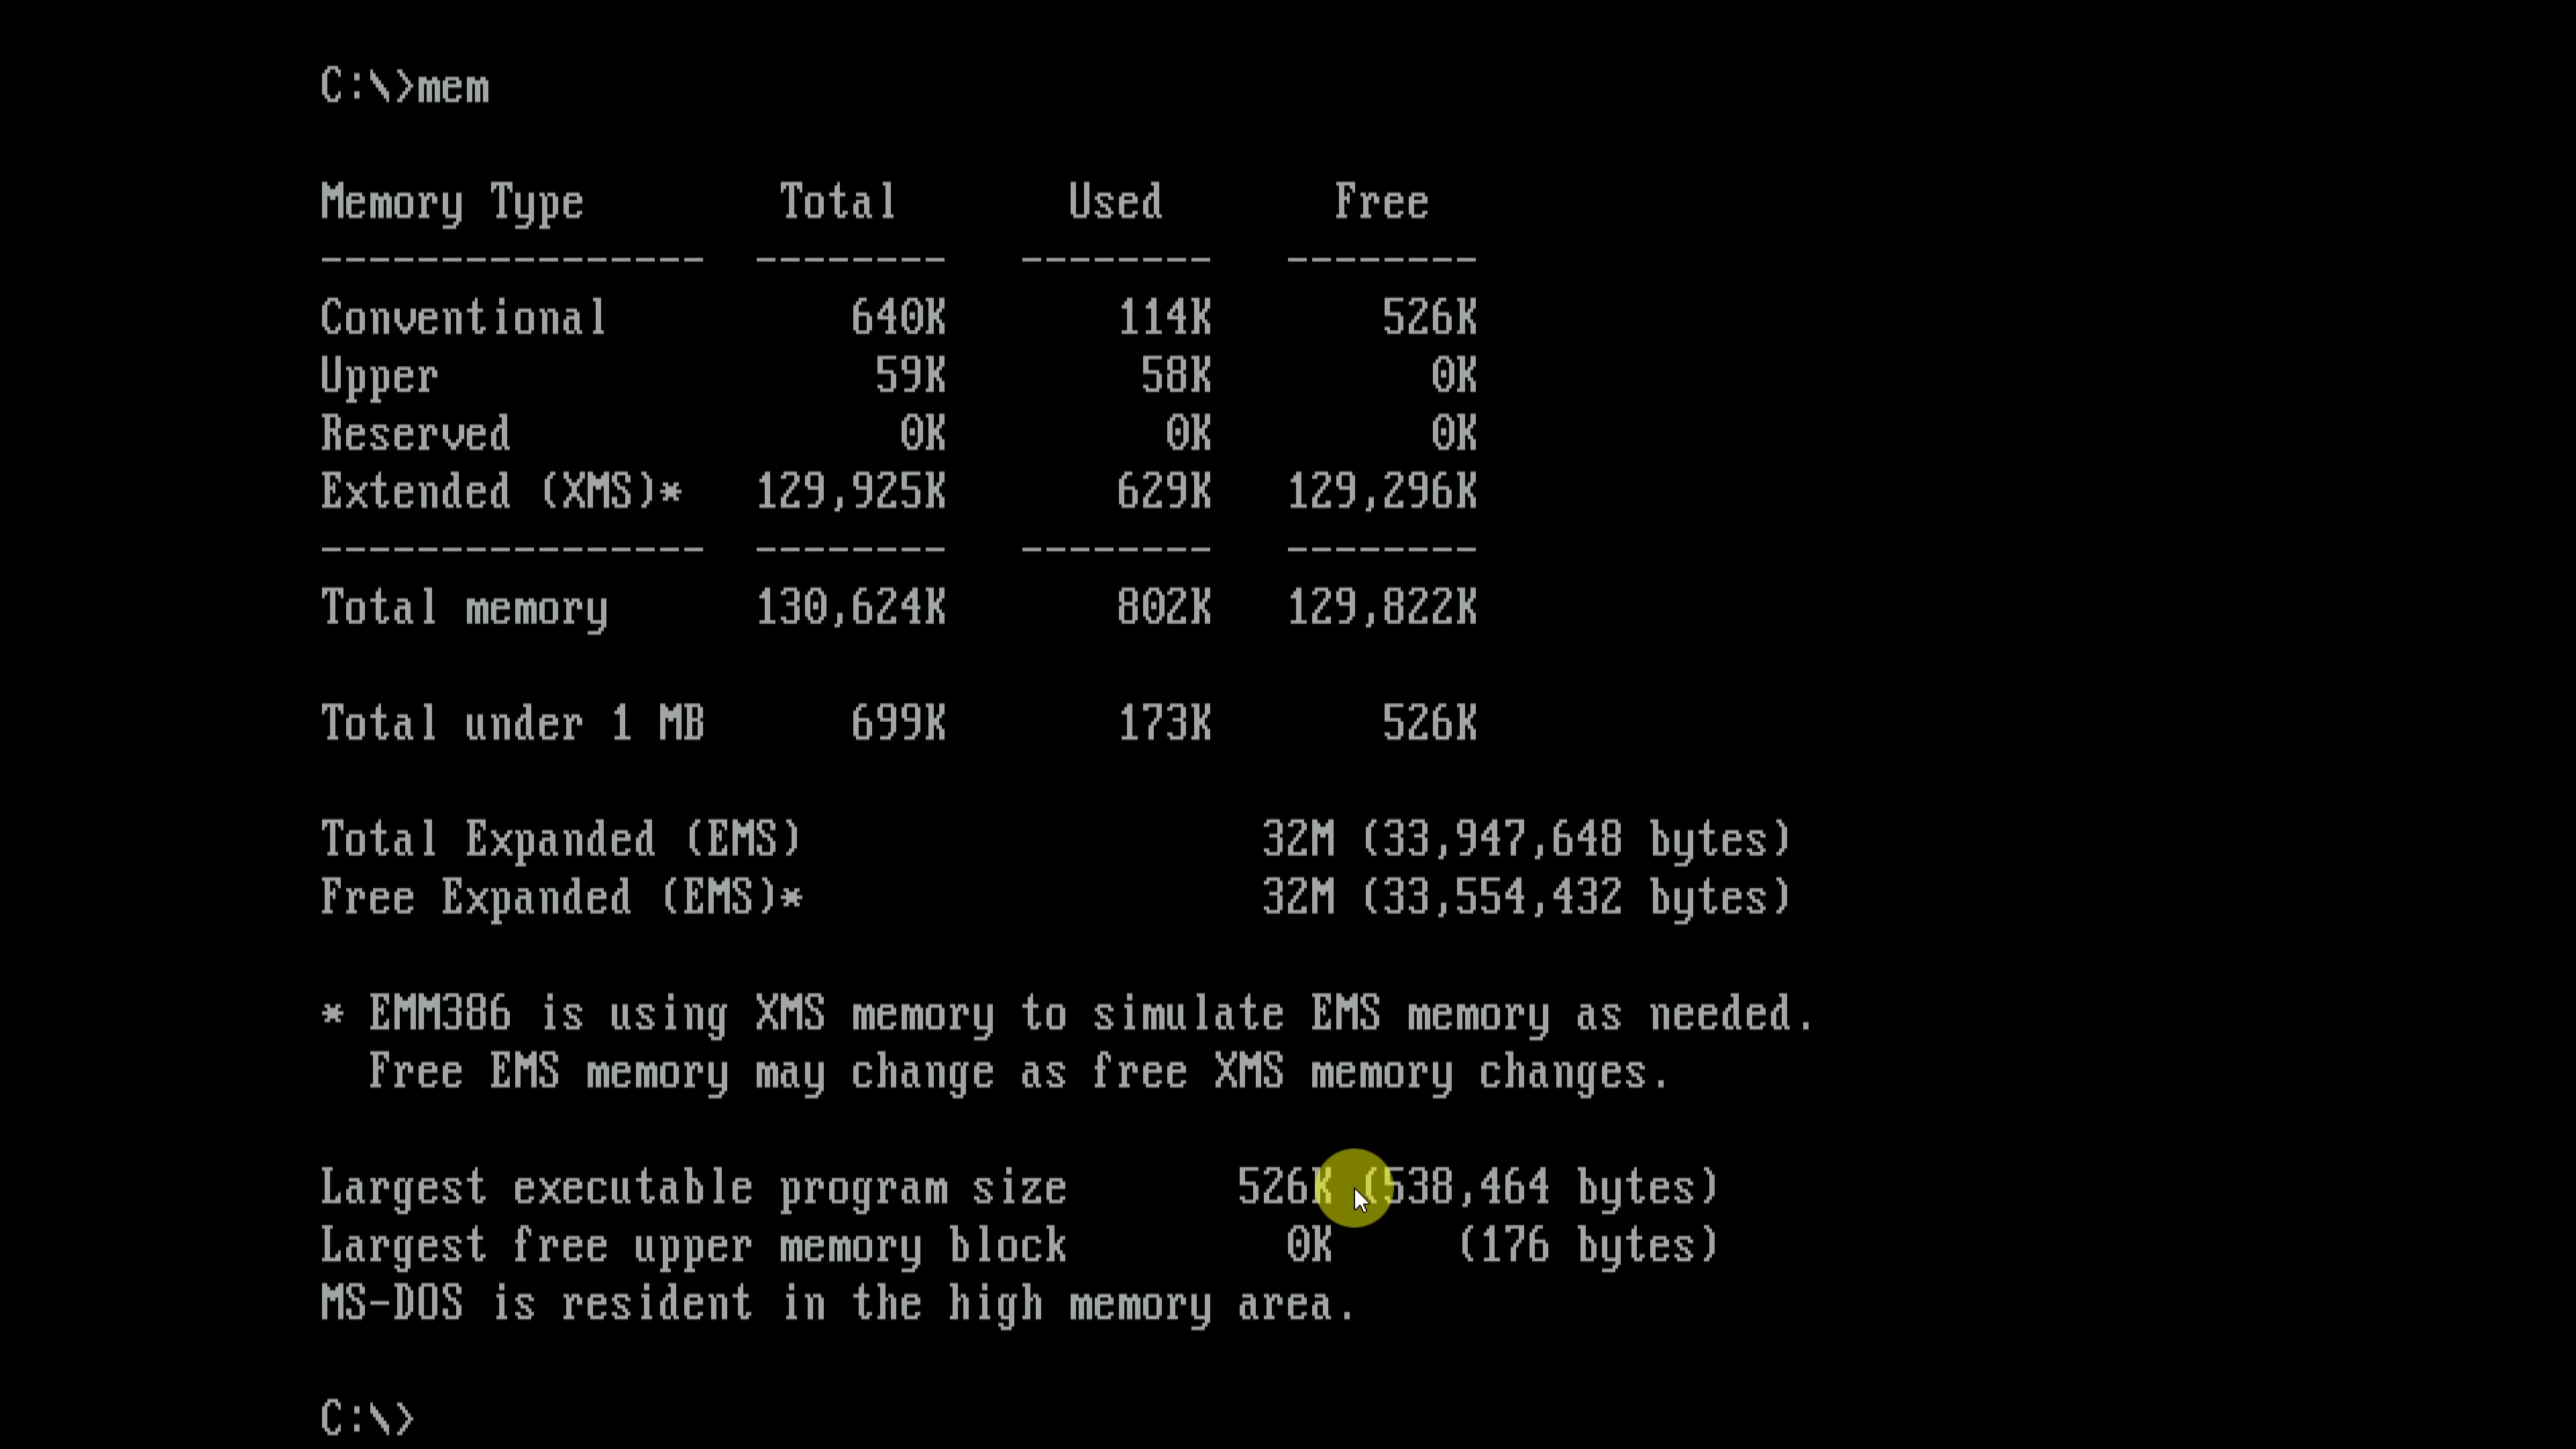 C:\>mem
Memory Type Total Used Free
---------------- -------- -------- --------
Conventional 640K 114K 526K
Upper 59K 58K 0K
Reserved 0K 0K 0K
Extended (XMS)* 129,925K 629K 129,296K
---------------- -------- -------- --------
Total memory 130,624K 802K 129,822K
Total under 1 MB 699K 173K 526K
Total Expanded (EMS) 32M (33,947,648 bytes)
Free Expanded (EMS)* 32M (33,554,432 bytes)
* EMM386 is using XMS memory to simulate EMS memory as needed.
Free EMS memory may change as free XMS memory changes.
Largest executable program size 526K (538,464 bytes)
Largest free upper memory block 0K (176 bytes)
MS-DOS is resident in the high memory area.
C:\>